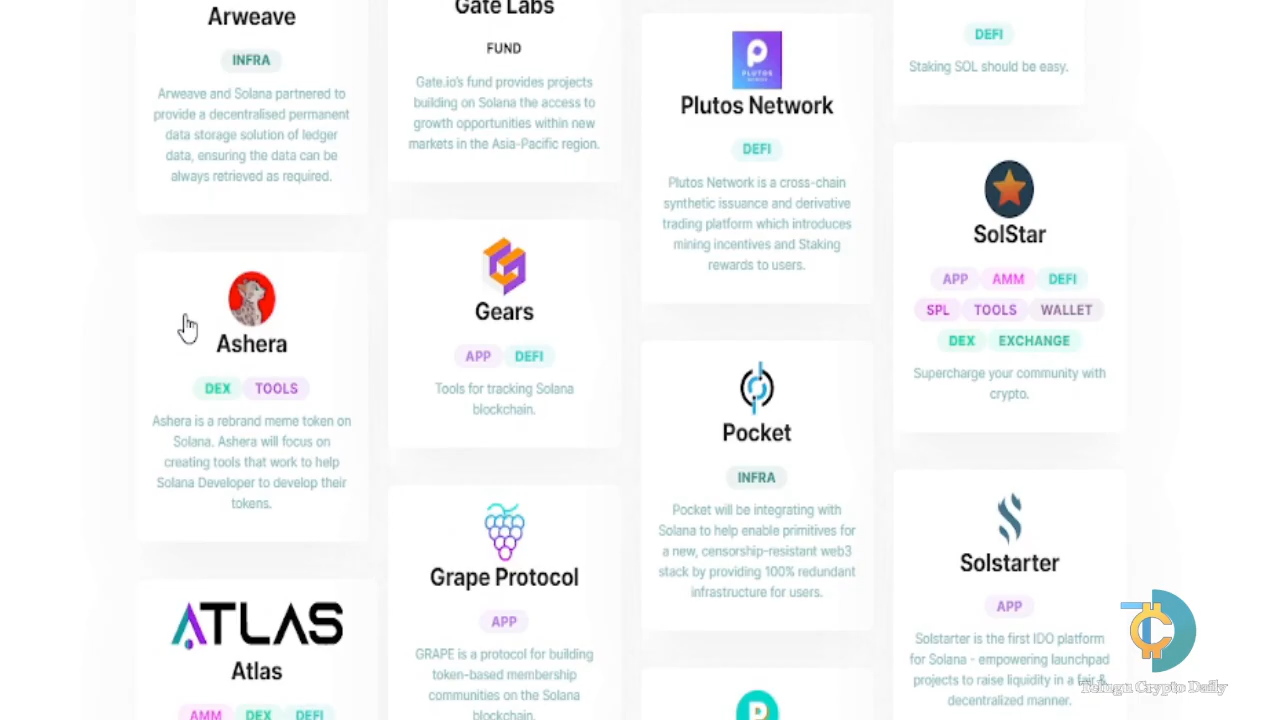 Arweave
INFRA
Arweave and Solana partnered to
provide a decentralised permanent
data storage solution of ledger
data, ensuring the data can be
always retrieved as required.
Ashera
DEX TOOLS
Ashera is a rebrand meme token on
Solana. Ashera will focus on
creating tools that work to help
Solana Developer to develop their
tokens.
ATLAS
Atlas
AMM DEX DEFI
Gate Labs
FUND
Gate.io's fund provides projects
building on Solana the access to
growth opportunities within new
markets in the Asia-Pacific region.
Gears
APP DEFI
Tools for tracking Solana
blockchain.
Grape Protocol
APP
GRAPE is a protocol for building
token-based membership
communities on the Solana
blockchain.
PLUTOS
Plutos Network
DEFI
Plutos Network is a cross-chain
synthetic issuance and derivative
trading platform which introduces
mining incentives and Staking
rewards to users.
Pocket
INFRA
Pocket will be integrating with
Solana to help enable primitives for
a new, censorship-resistant web3
stack by providing 100% redundant
infrastructure for users.
DEFI
Staking SOL should be easy.
SolStar
APP AMM DEFI
SPL TOOLS WALLET
DEX EXCHANGE
Supercharge your community with
crypto.
Solstarter
APP
Solstarter is the first IDO platform
for Solana - empowering launchpad
projects to raise liquidity in a fair &
decentralized manner.
Telugu Crypto Daily